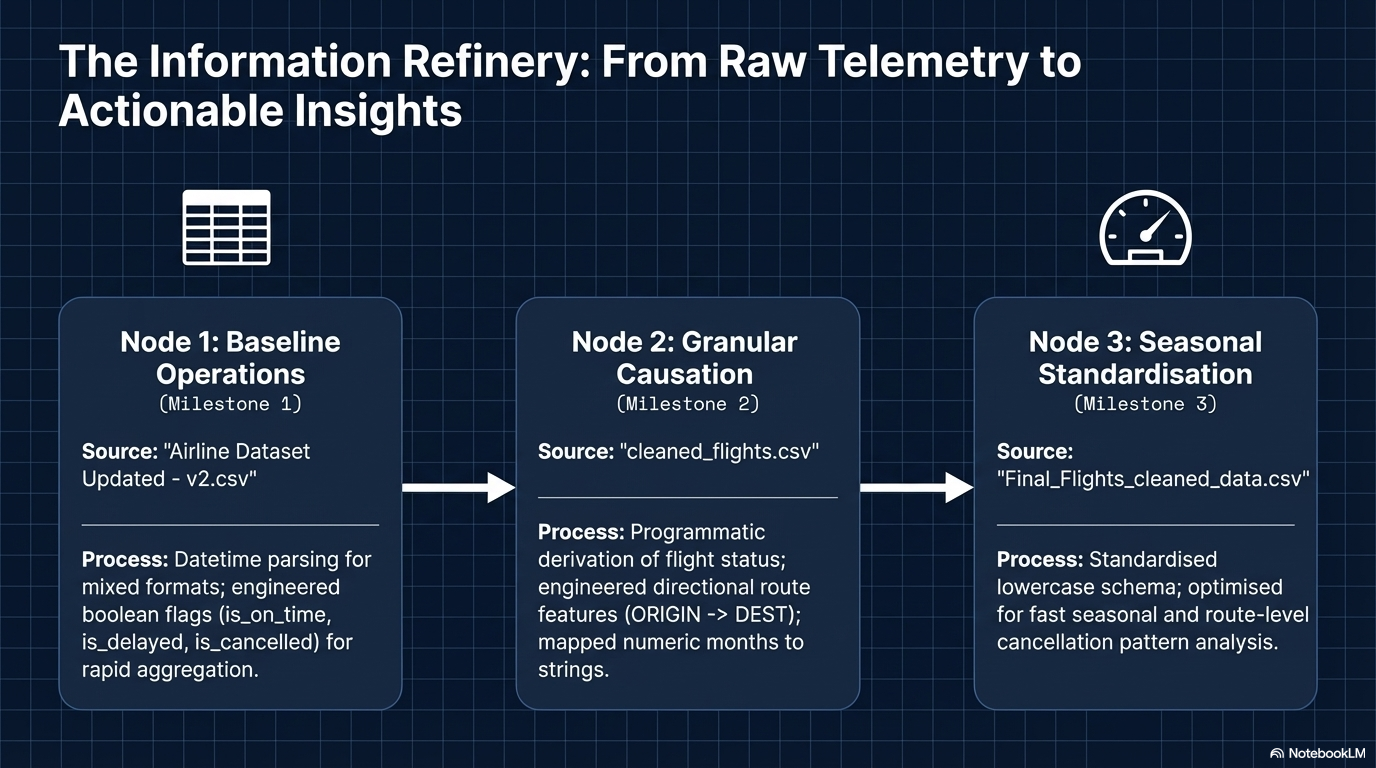 The Information Refinery: From Raw Telemetry to
Actionable Insights
Node 1: Baseline
Operations
(Milestone 1)
Source: "Airline Dataset
Updated - v2.csv"
Process: Datetime parsing for
mixed formats; engineered
boolean flags (is_on_time,
is_delayed, is_cancelled) for
rapid aggregation.
Node 2: Granular
Causation
(Milestone 2)
Source: "cleaned_flights.csv"
Process: Programmatic
derivation of flight status;
engineered directional route
features (ORIGIN -> DEST);
mapped numeric months to
strings.
Node 3: Seasonal
Standardisation
(Milestone 3)
Source:
"Final_Flights_cleaned_data.csv"
Process: Standardised
lowercase schema; optimised
for fast seasonal and route-level
cancellation pattern analysis.
NotebookLM